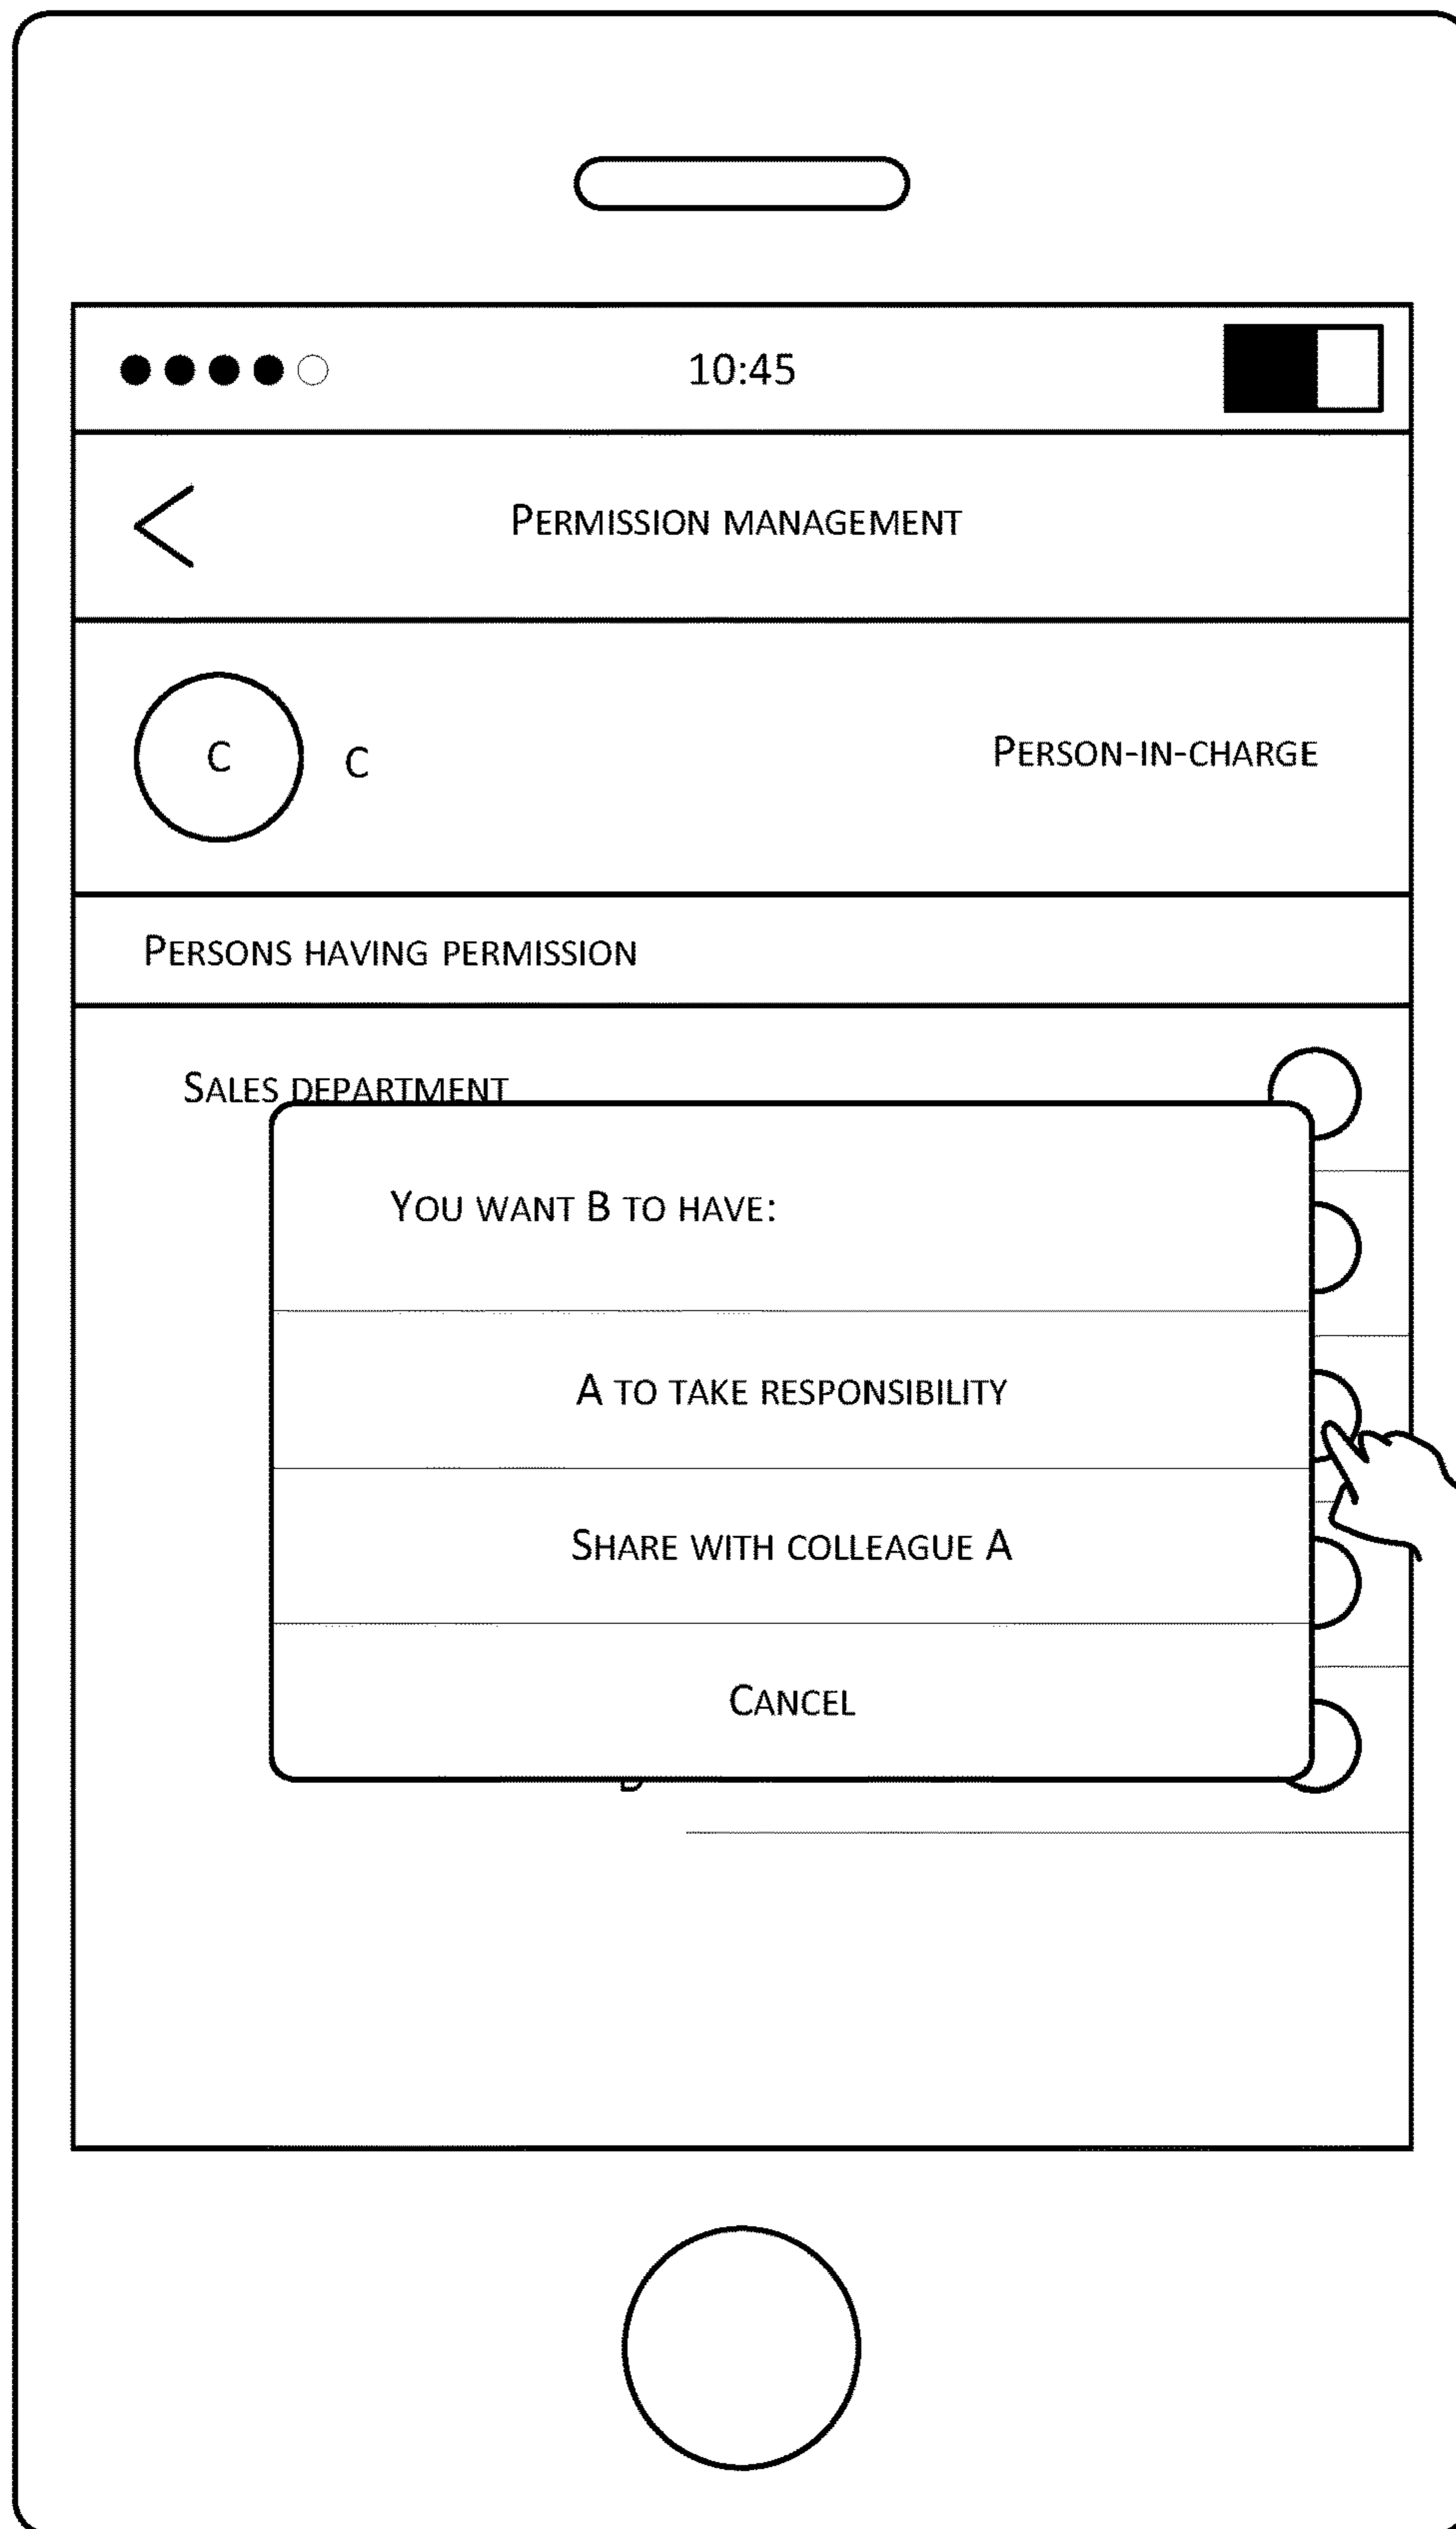 10:45
PERMISSION MANAGEMENT
C C PERSON-IN-CHARGE
PERSONS HAVING PERMISSION
SALES DEPARTMENT
YOU WANT B TO HAVE:
A TO TAKE RESPONSIBILITY
SHARE WITH COLLEAGUE A
CANCEL